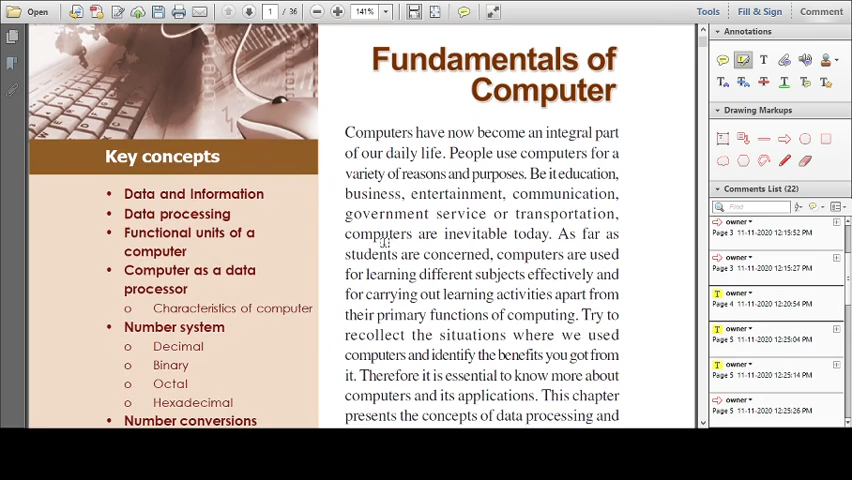 Open
1 / 36
141%
Tools
Fill & Sign
Comment
Key concepts
• Data and Information
• Data processing
• Functional units of a
computer
• Computer as a data
processor
o Characteristics of computer
• Number system
o Decimal
o Binary
o Octal
o Hexadecimal
• Number conversions
Fundamentals of
Computer
Computers have now become an integral part
of our daily life. People use computers for a
variety of reasons and purposes. Be it education,
business, entertainment, communication,
government service or transportation,
computers are inevitable today. As far as
students are concerned, computers are used
for learning different subjects effectively and
for carrying out learning activities apart from
their primary functions of computing. Try to
recollect the situations where we used
computers and identify the benefits you got from
it. Therefore it is essential to know more about
computers and its applications. This chapter
presents the concepts of data processing and
Annotations
Drawing Markups
Comments List (22)
Find
owner
Page 3 11-11-2020 12:15:52 PM
owner
Page 3 11-11-2020 12:15:27 PM
owner
Page 4 11-11-2020 12:20:54 PM
owner
Page 5 11-11-2020 12:25:04 PM
owner
Page 5 11-11-2020 12:25:14 PM
owner
Page 5 11-11-2020 12:25:26 PM